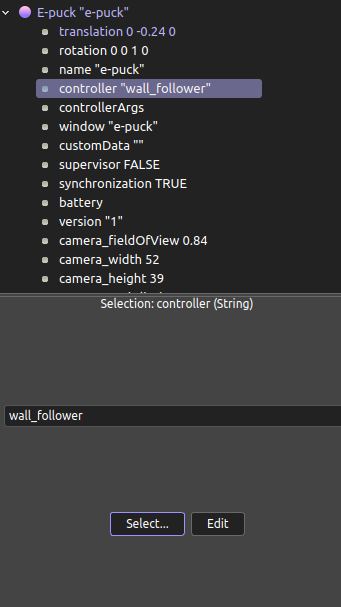 E-puck "e-puck"
translation 0 -0.24 0
rotation 0 0 1 0
name "e-puck"
controller "wall_follower"
controllerArgs
window "e-puck"
customData ""
supervisor FALSE
synchronization TRUE
battery
version "1"
camera_fieldOfView 0.84
camera_width 52
camera_height 39
Selection: controller (String)
wall_follower
Select... Edit